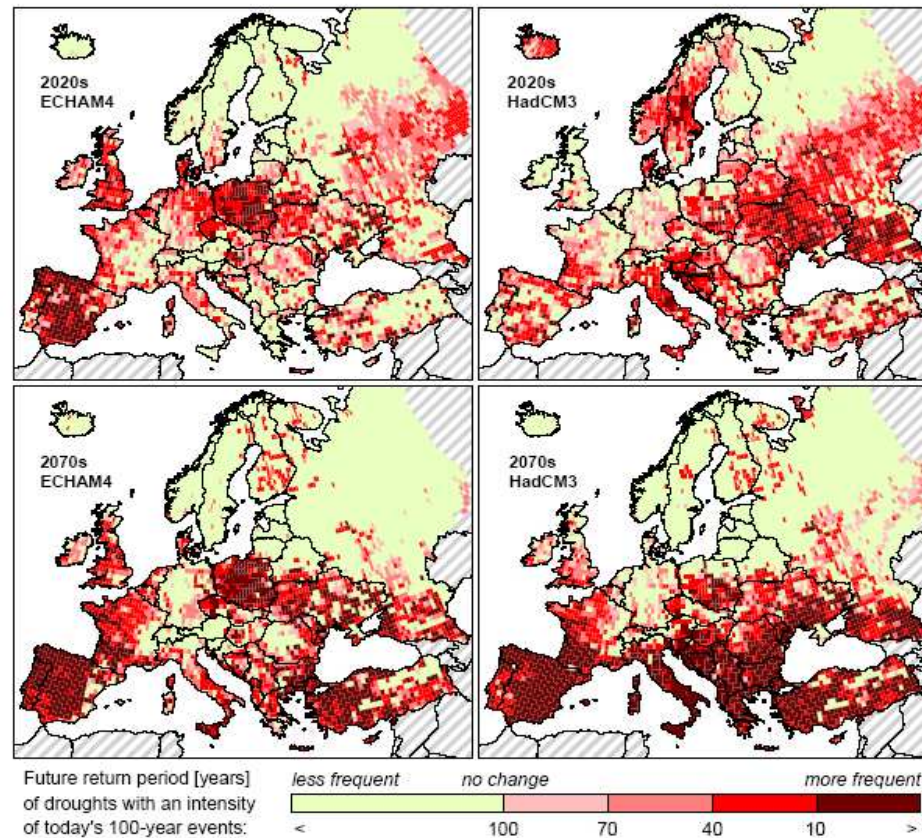 2020s
ECHAM4
2020s
HadCM3
2070s
ECHAM4
2070s
HadCM3
Future return period [years]
of droughts with an intensity
of today's 100-year events:
less frequent no change more frequent
< 100 70 40 10 >